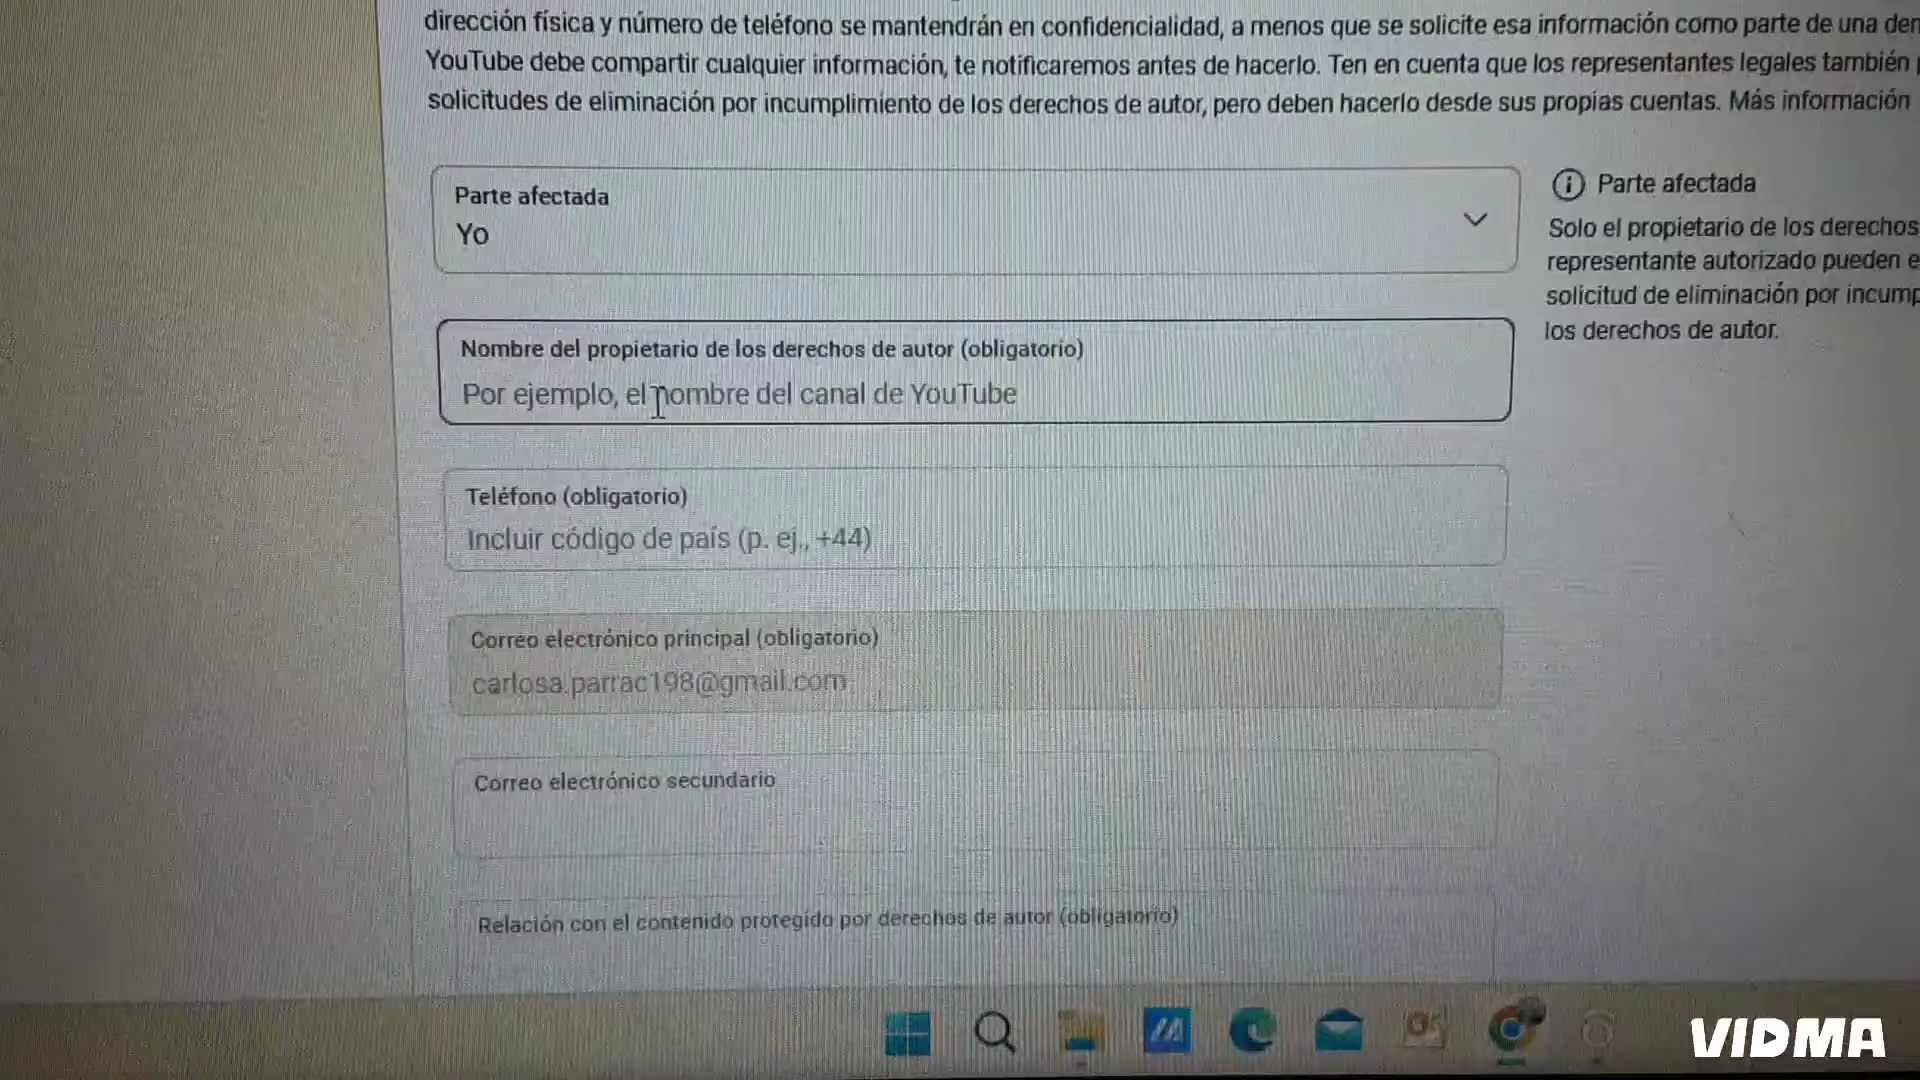 dirección física y número de teléfono se mantendrán en confidencialidad, a menos que se solicite esa información como parte de una
YouTube debe compartir cualquier información, te notificaremos antes de hacerlo. Ten en cuenta que los representantes legales también
solicitudes de eliminación por incumplimiento de los derechos de autor, pero deben hacerlo desde sus propias cuentas. Más información
Parte afectada
Yo
Parte afectada
Solo el propietario de los derechos
representante autorizado pueden
solicitud de eliminación por
los derechos de autor.
Nombre del propietario de los derechos de autor (obligatorio)
Por ejemplo, el nombre del canal de YouTube
Teléfono (obligatorio)
Incluir código de país (p. ej., +44)
Correo electrónico principal (obligatorio)
carlosa.parrac198@gmail.com
Correo electrónico secundario
Relación con el contenido protegido por derechos de autor (obligatorio)
VIDMA